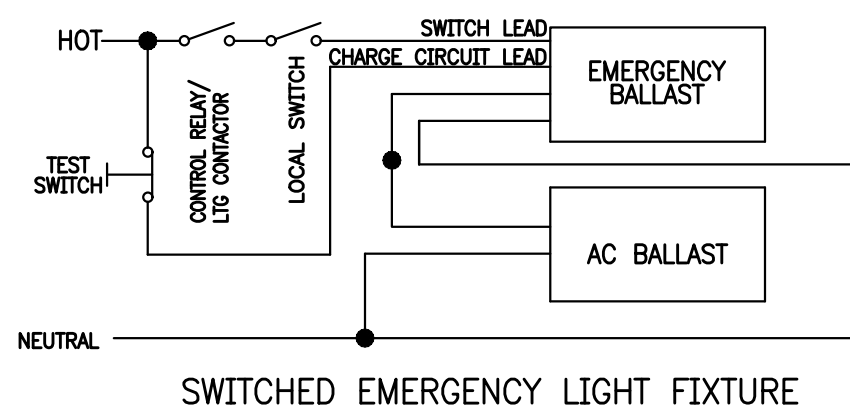 SWITCH LEAD
HOT
CHARGE CIRCUIT LEAD
EMERGENCY
BALLAST
CONTROL RELAY/
LTG CONTACTOR
LOCAL SWITCH
TEST
SWITCH
AC BALLAST
NEUTRAL
SWITCHED EMERGENCY LIGHT FIXTURE